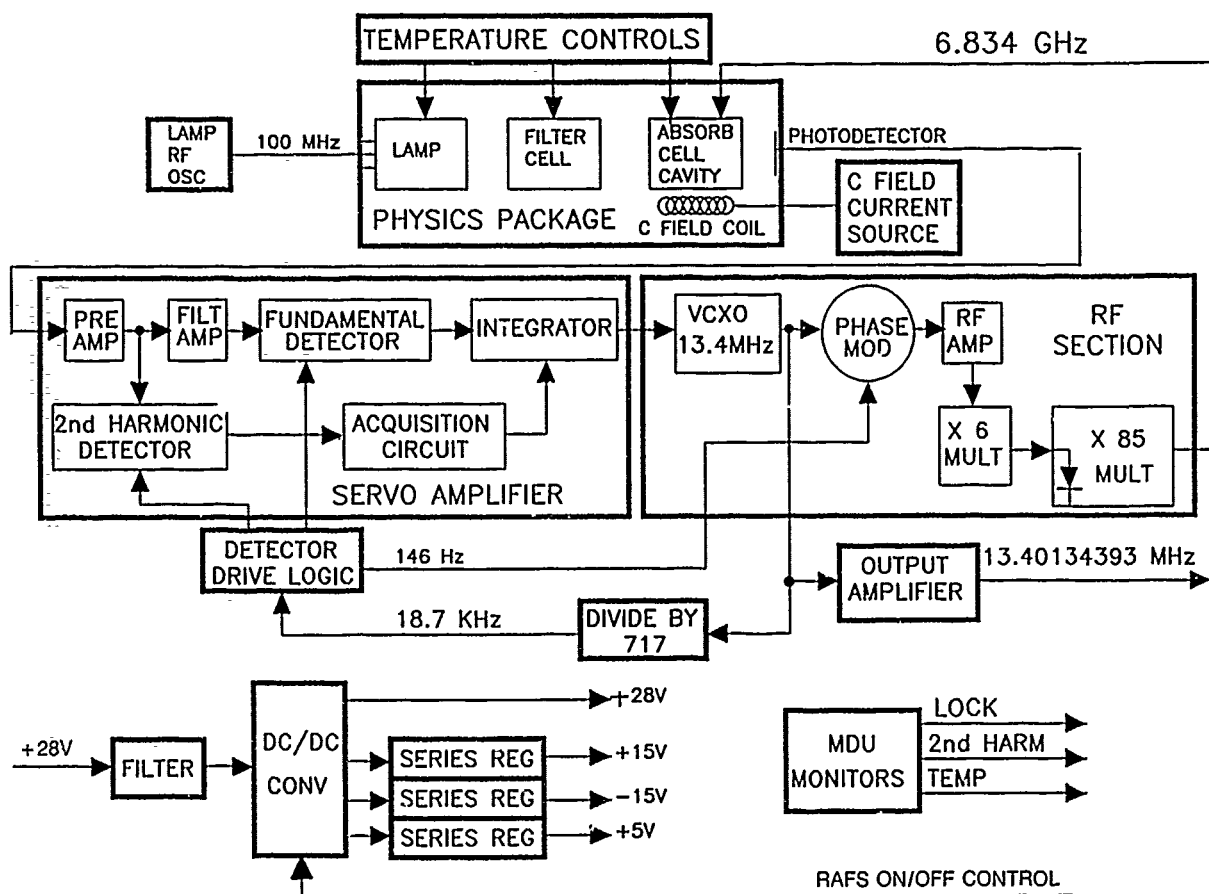 TEMPERATURE CONTROLS
6.834 GHz
LAMP
RF
OSC
100 MHz
LAMP
FILTER
CELL
ABSORB
CELL
CAVITY
PHOTODETECTOR
PHYSICS PACKAGE
C FIELD COIL
C FIELD
CURRENT
SOURCE
PRE
AMP
FILT
AMP
FUNDAMENTAL
DETECTOR
INTEGRATOR
2nd HARMONIC
DETECTOR
ACQUISITION
CIRCUIT
SERVO AMPLIFIER
VCXO
13.4MHz
PHASE
MOD
RF
AMP
RF
SECTION
X 6
MULT
X 85
MULT
DETECTOR
DRIVE LOGIC
146 Hz
18.7 KHz
DIVIDE BY
717
OUTPUT
AMPLIFIER
13.40134393 MHz
+28V
FILTER
DC/DC
CONV
+28V
SERIES REG
+15V
SERIES REG
-15V
SERIES REG
+5V
MDU
MONITORS
LOCK
2nd HARM
TEMP
RAFS ON/OFF CONTROL